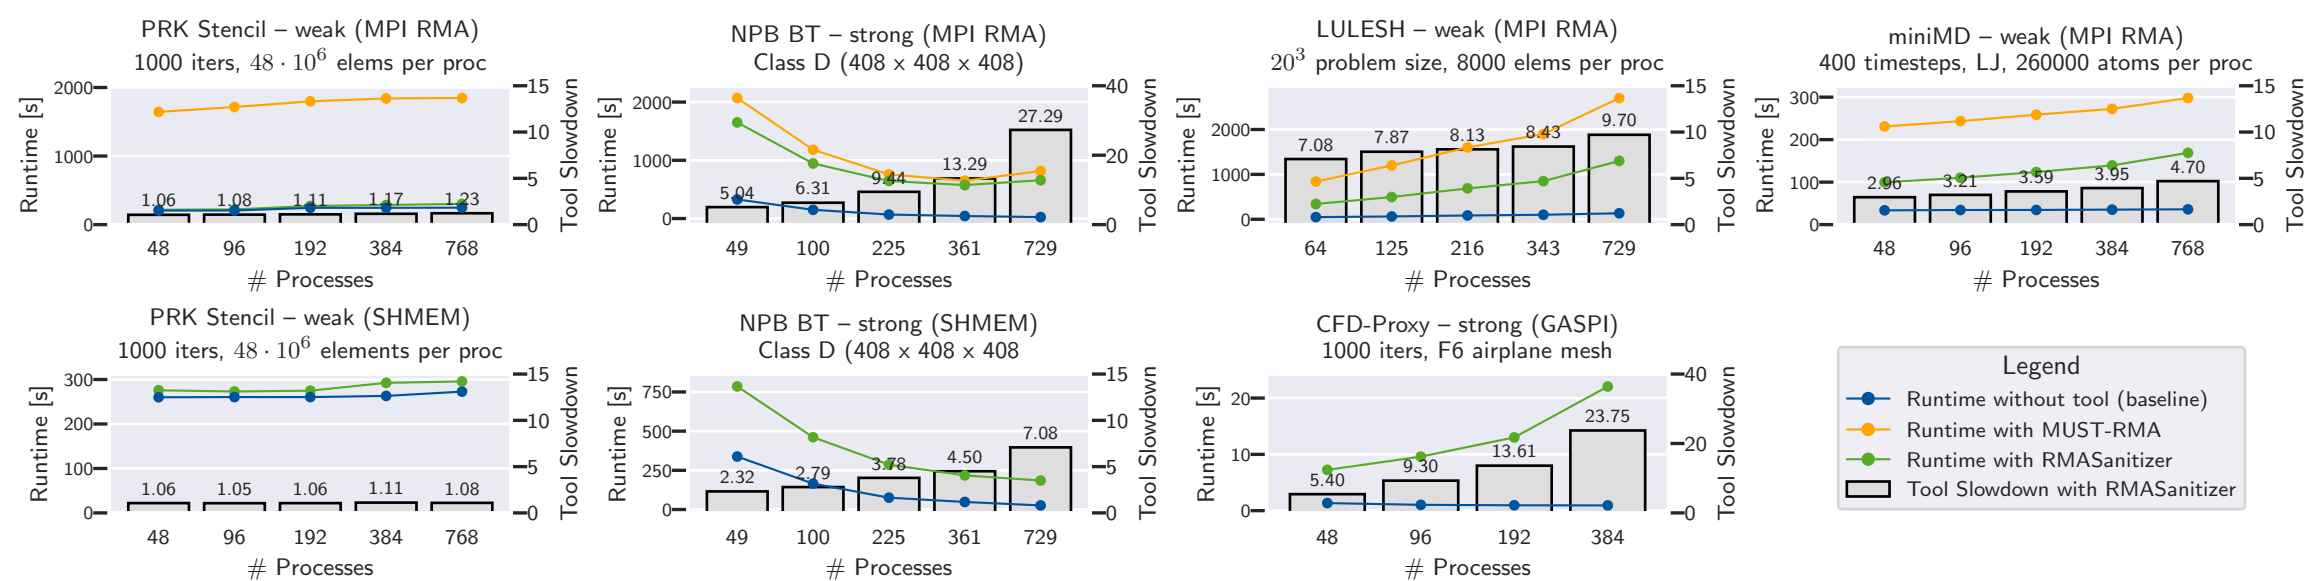 PRK Stencil – weak (MPI RMA)
1000 iters, 48 · 10⁶ elems per proc
Runtime [s]
2000
1000
0
1.06 1.08 1.11 1.17 1.23
15
10
5
0
Tool Slowdown
48 96 192 384 768
# Processes
NPB BT – strong (MPI RMA)
Class D (408 x 408 x 408)
Runtime [s]
2000
1000
0
5.04 6.31 9.44 13.29 27.29
40
20
0
Tool Slowdown
49 100 225 361 729
# Processes
LULESH – weak (MPI RMA)
20³ problem size, 8000 elems per proc
Runtime [s]
2000
1000
0
7.08 7.87 8.13 8.43 9.70
15
10
5
0
Tool Slowdown
64 125 216 343 729
# Processes
miniMD – weak (MPI RMA)
400 timesteps, LJ, 260000 atoms per proc
Runtime [s]
300
200
100
0
2.96 3.21 3.59 3.95 4.70
15
10
5
0
Tool Slowdown
48 96 192 384 768
# Processes
PRK Stencil – weak (SHMEM)
1000 iters, 48 · 10⁶ elements per proc
Runtime [s]
300
200
100
0
1.06 1.05 1.06 1.11 1.08
15
10
5
0
Tool Slowdown
48 96 192 384 768
# Processes
NPB BT – strong (SHMEM)
Class D (408 x 408 x 408
Runtime [s]
750
500
250
0
2.32 2.79 3.78 4.50 7.08
15
10
5
0
Tool Slowdown
49 100 225 361 729
# Processes
CFD-Proxy – strong (GASPI)
1000 iters, F6 airplane mesh
Runtime [s]
20
10
0
5.40 9.30 13.61 23.75
40
20
0
Tool Slowdown
48 96 192 384
# Processes
Legend
Runtime without tool (baseline)
Runtime with MUST-RMA
Runtime with RMASanitizer
Tool Slowdown with RMASanitizer